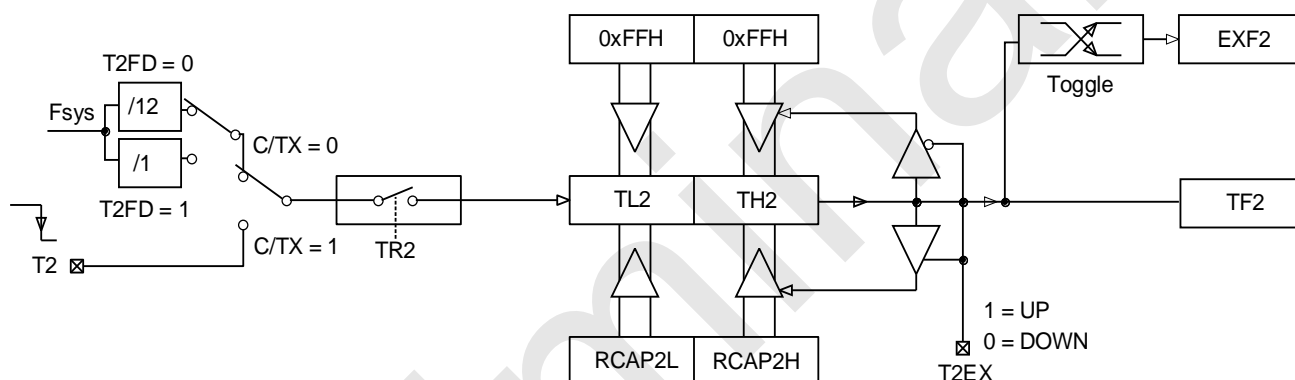 0xFFH 0xFFH
EXF2
Toggle
T2FD = 0
Fsys
/12
C/TX = 0
/1
T2FD = 1
TL2 TH2
TF2
TR2
C/TX = 1
T2
1 = UP
0 = DOWN
RCAP2L RCAP2H
T2EX